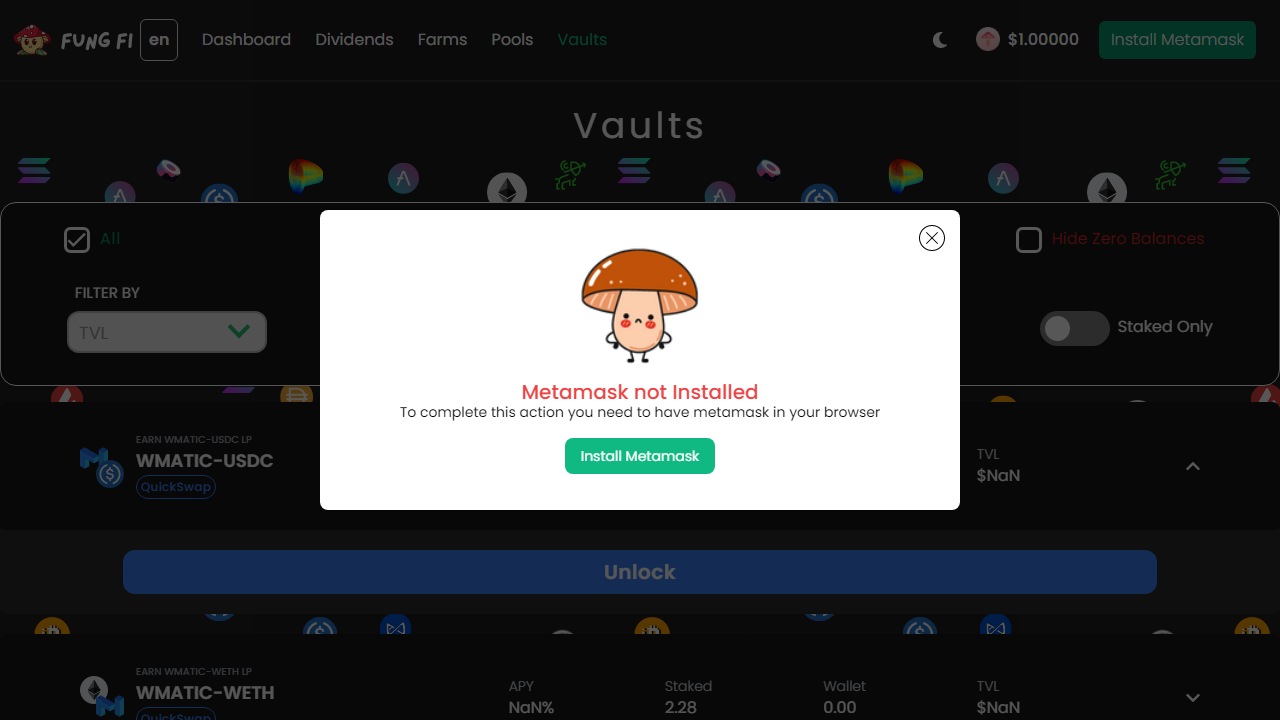 FUNG FI en Dashboard Dividends Farms Pools Vaults $1.00000 Install Metamask
Vaults
All
Hide Zero Balances
FILTER BY
TVL
Staked Only
Metamask not Installed
To complete this action you need to have metamask in your browser
Install Metamask
EARN WMATIC-USDC LP
WMATIC-USDC
QuickSwap
TVL
$NaN
Unlock
EARN WMATIC-WETH LP
WMATIC-WETH
QuickSwap
APY Staked Wallet TVL
NaN% 2.28 0.00 $NaN